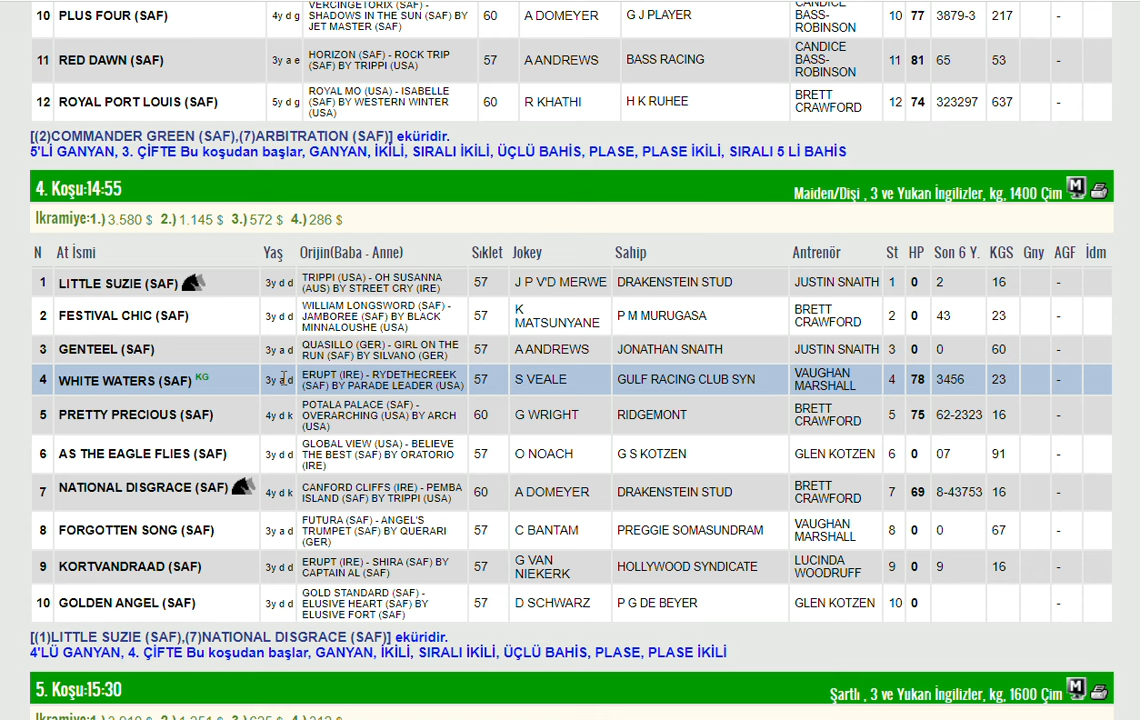 10 PLUS FOUR (SAF) 4y d g VERCINGETORIX (SAF) - SHADOWS IN THE SUN (SAF) BY JET MASTER (SAF) 60 A DOMEYER G J PLAYER CANDICE BASS-ROBINSON 10 77 3879-3 217 -
11 RED DAWN (SAF) 3y a e HORIZON (SAF) - ROCK TRIP (SAF) BY TRIPPI (USA) 57 A ANDREWS BASS RACING CANDICE BASS-ROBINSON 11 81 65 53 -
12 ROYAL PORT LOUIS (SAF) 5y d g ROYAL MO (USA) - ISABELLE (SAF) BY WESTERN WINTER (USA) 60 R KHATHI H K RUHEE BRETT CRAWFORD 12 74 323297 637 -
[(2)COMMANDER GREEN (SAF),(7)ARBITRATION (SAF)] eküridir.
5'Lİ GANYAN, 3. ÇİFTE Bu koşudan başlar, GANYAN, İKİLİ, SIRALI İKİLİ, ÜÇLÜ BAHİS, PLASE, PLASE İKİLİ, SIRALI 5 Lİ BAHİS
4. Koşu:14:55 Maiden/Dişi , 3 ve Yukarı İngilizler, kg, 1400 Çim M
İkramiye:1.) 3.580 $ 2.) 1.145 $ 3.) 572 $ 4.) 286 $
N At İsmi Yaş Orijin(Baba - Anne) Sıklet Jokey Sahip Antrenör St HP Son 6 Y. KGS Gny AGF İdm
1 LITTLE SUZIE (SAF) 3y d d TRIPPI (USA) - OH SUSANNA (AUS) BY STREET CRY (IRE) 57 J P V'D MERWE DRAKENSTEIN STUD JUSTIN SNAITH 1 0 2 16 -
2 FESTIVAL CHIC (SAF) 3y d d WILLIAM LONGSWORD (SAF) - JAMBOREE (SAF) BY BLACK MINNALOUSHE (USA) 57 K MATSUNYANE P M MURUGASA BRETT CRAWFORD 2 0 43 23 -
3 GENTEEL (SAF) 3y a d QUASILLO (GER) - GIRL ON THE RUN (SAF) BY SILVANO (GER) 57 A ANDREWS JONATHAN SNAITH JUSTIN SNAITH 3 0 0 60 -
4 WHITE WATERS (SAF) KG 3y d ERUPT (IRE) - RYDETHECREEK (SAF) BY PARADE LEADER (USA) 57 S VEALE GULF RACING CLUB SYN VAUGHAN MARSHALL 4 78 3456 23 -
5 PRETTY PRECIOUS (SAF) 4y d k POTALA PALACE (SAF) - OVERARCHING (USA) BY ARCH (USA) 60 G WRIGHT RIDGEMONT BRETT CRAWFORD 5 75 62-2323 16 -
6 AS THE EAGLE FLIES (SAF) 3y d d GLOBAL VIEW (USA) - BELIEVE THE BEST (SAF) BY ORATORIO (IRE) 57 O NOACH G S KOTZEN GLEN KOTZEN 6 0 07 91 -
7 NATIONAL DISGRACE (SAF) 4y d k CANFORD CLIFFS (IRE) - PEMBA ISLAND (SAF) BY TRIPPI (USA) 60 A DOMEYER DRAKENSTEIN STUD BRETT CRAWFORD 7 69 8-43753 16 -
8 FORGOTTEN SONG (SAF) 3y a d FUTURA (SAF) - ANGEL'S TRUMPET (SAF) BY QUERARI (GER) 57 C BANTAM PREGGIE SOMASUNDRAM VAUGHAN MARSHALL 8 0 0 67 -
9 KORTVANDRAAD (SAF) 3y d d ERUPT (IRE) - SHIRA (SAF) BY CAPTAIN AL (SAF) 57 G VAN NIEKERK HOLLYWOOD SYNDICATE LUCINDA WOODRUFF 9 0 9 16 -
10 GOLDEN ANGEL (SAF) 3y d d GOLD STANDARD (SAF) - ELUSIVE HEART (SAF) BY ELUSIVE FORT (SAF) 57 D SCHWARZ P G DE BEYER GLEN KOTZEN 10 0 -
[(1)LITTLE SUZIE (SAF),(7)NATIONAL DISGRACE (SAF)] eküridir.
4'LÜ GANYAN, 4. ÇİFTE Bu koşudan başlar, GANYAN, İKİLİ, SIRALI İKİLİ, ÜÇLÜ BAHİS, PLASE, PLASE İKİLİ
5. Koşu:15:30 Şartlı , 3 ve Yukarı İngilizler, kg, 1600 Çim M